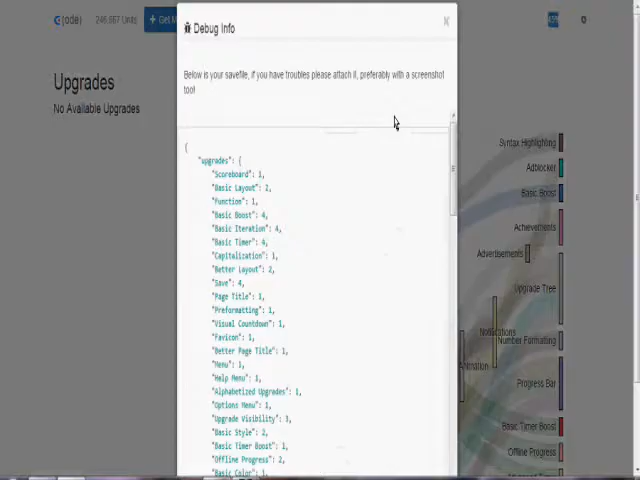 (ode) 246,667 Units + Get M
Debug Info
×
45%
Below is your savefile, if you have troubles please attach it, preferably with a screenshot
too!
Upgrades
No Available Upgrades
{
"upgrades": {
"Scoreboard": 1,
"Basic Layout": 2,
"Function": 1,
"Basic Boost": 4,
"Basic Iteration": 4,
"Basic Timer": 4,
"Capitalization": 1,
"Better Layout": 2,
"Save": 4,
"Page Title": 1,
"Preformatting": 1,
"Visual Countdown": 1,
"Favicon": 1,
"Better Page Title": 1,
"Menu": 1,
"Help Menu": 1,
"Alphabetized Upgrades": 1,
"Options Menu": 1,
"Upgrade Visibility": 3,
"Basic Style": 2,
"Basic Timer Boost": 1,
"Offline Progress": 2,
"Basic Color": 1,
Syntax Highlighting
Adblocker
Basic Boost
Achievements
Advertisements
Upgrade Tree
Notifications
Number Formatting
Animation
Progress Bar
Basic Timer Boost
Offline Progress